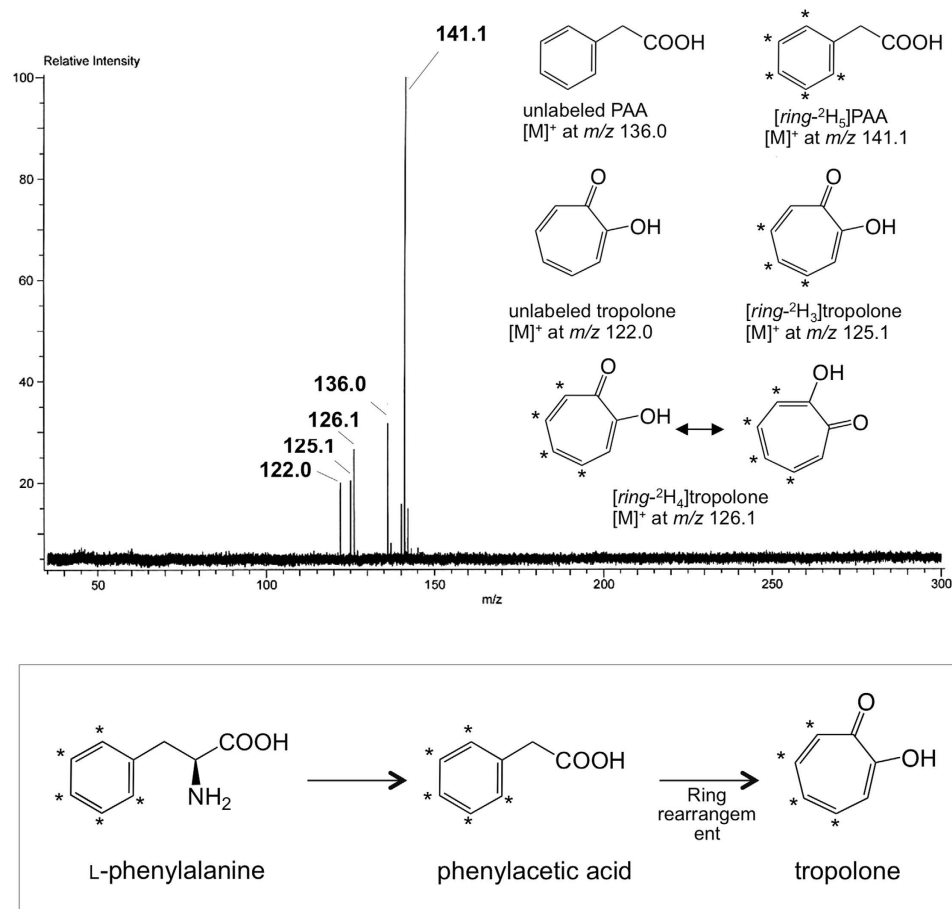 Relative Intensity
141.1
100
80
60
40
20
136.0
126.1
125.1
122.0
50
100
150
200
250
300
m/z
COOH
unlabeled PAA
[M]⁺ at m/z 136.0
*
*
*
*
*
COOH
[ring-²H₅]PAA
[M]⁺ at m/z 141.1
O
OH
unlabeled tropolone
[M]⁺ at m/z 122.0
O
OH
*
*
*
[ring-²H₃]tropolone
[M]⁺ at m/z 125.1
O
OH
*
*
*
*
OH
O
*
*
*
*
[ring-²H₄]tropolone
[M]⁺ at m/z 126.1
*
*
*
*
*
COOH
NH₂
L-phenylalanine
*
*
*
*
*
COOH
phenylacetic acid
Ring
rearrangem
ent
O
OH
*
*
*
*
tropolone